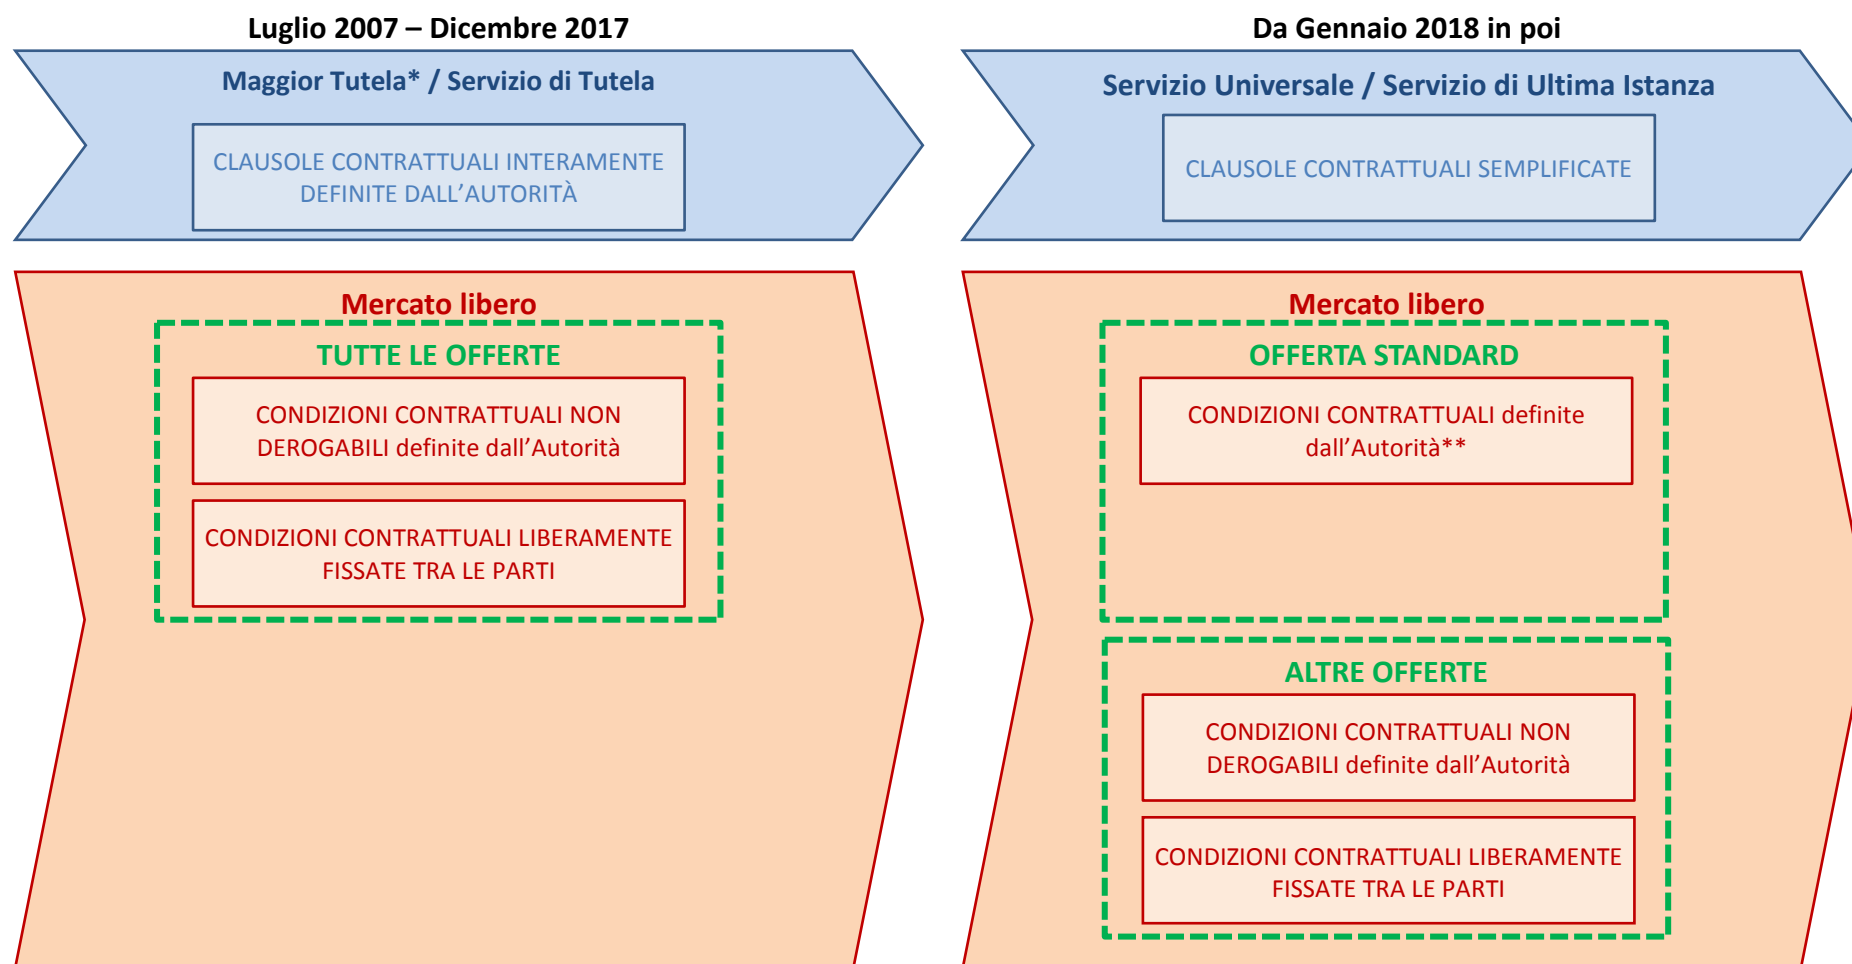 Luglio 2007 – Dicembre 2017
Maggior Tutela* / Servizio di Tutela
CLAUSOLE CONTRATTUALI INTERAMENTE
DEFINITE DALL'AUTORITÀ
Mercato libero
TUTTE LE OFFERTE
CONDIZIONI CONTRATTUALI NON
DEROGABILI definite dall'Autorità
CONDIZIONI CONTRATTUALI LIBERAMENTE
FISSATE TRA LE PARTI
Da Gennaio 2018 in poi
Servizio Universale / Servizio di Ultima Istanza
CLAUSOLE CONTRATTUALI SEMPLIFICATE
Mercato libero
OFFERTA STANDARD
CONDIZIONI CONTRATTUALI definite
dall'Autorità**
ALTRE OFFERTE
CONDIZIONI CONTRATTUALI NON
DEROGABILI definite dall'Autorità
CONDIZIONI CONTRATTUALI LIBERAMENTE
FISSATE TRA LE PARTI